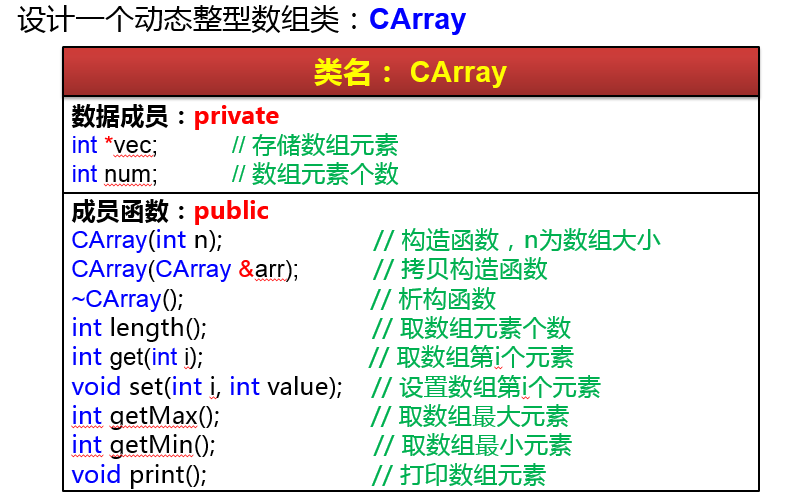 设计一个动态整型数组类：CArray
类名： CArray
数据成员：private
int *vec; // 存储数组元素
int num; // 数组元素个数
成员函数：public
CArray(int n); // 构造函数，n为数组大小
CArray(CArray &arr); // 拷贝构造函数
~CArray(); // 析构函数
int length(); // 取数组元素个数
int get(int i); // 取数组第i个元素
void set(int i, int value); // 设置数组第i个元素
int getMax(); // 取数组最大元素
int getMin(); // 取数组最小元素
void print(); // 打印数组元素